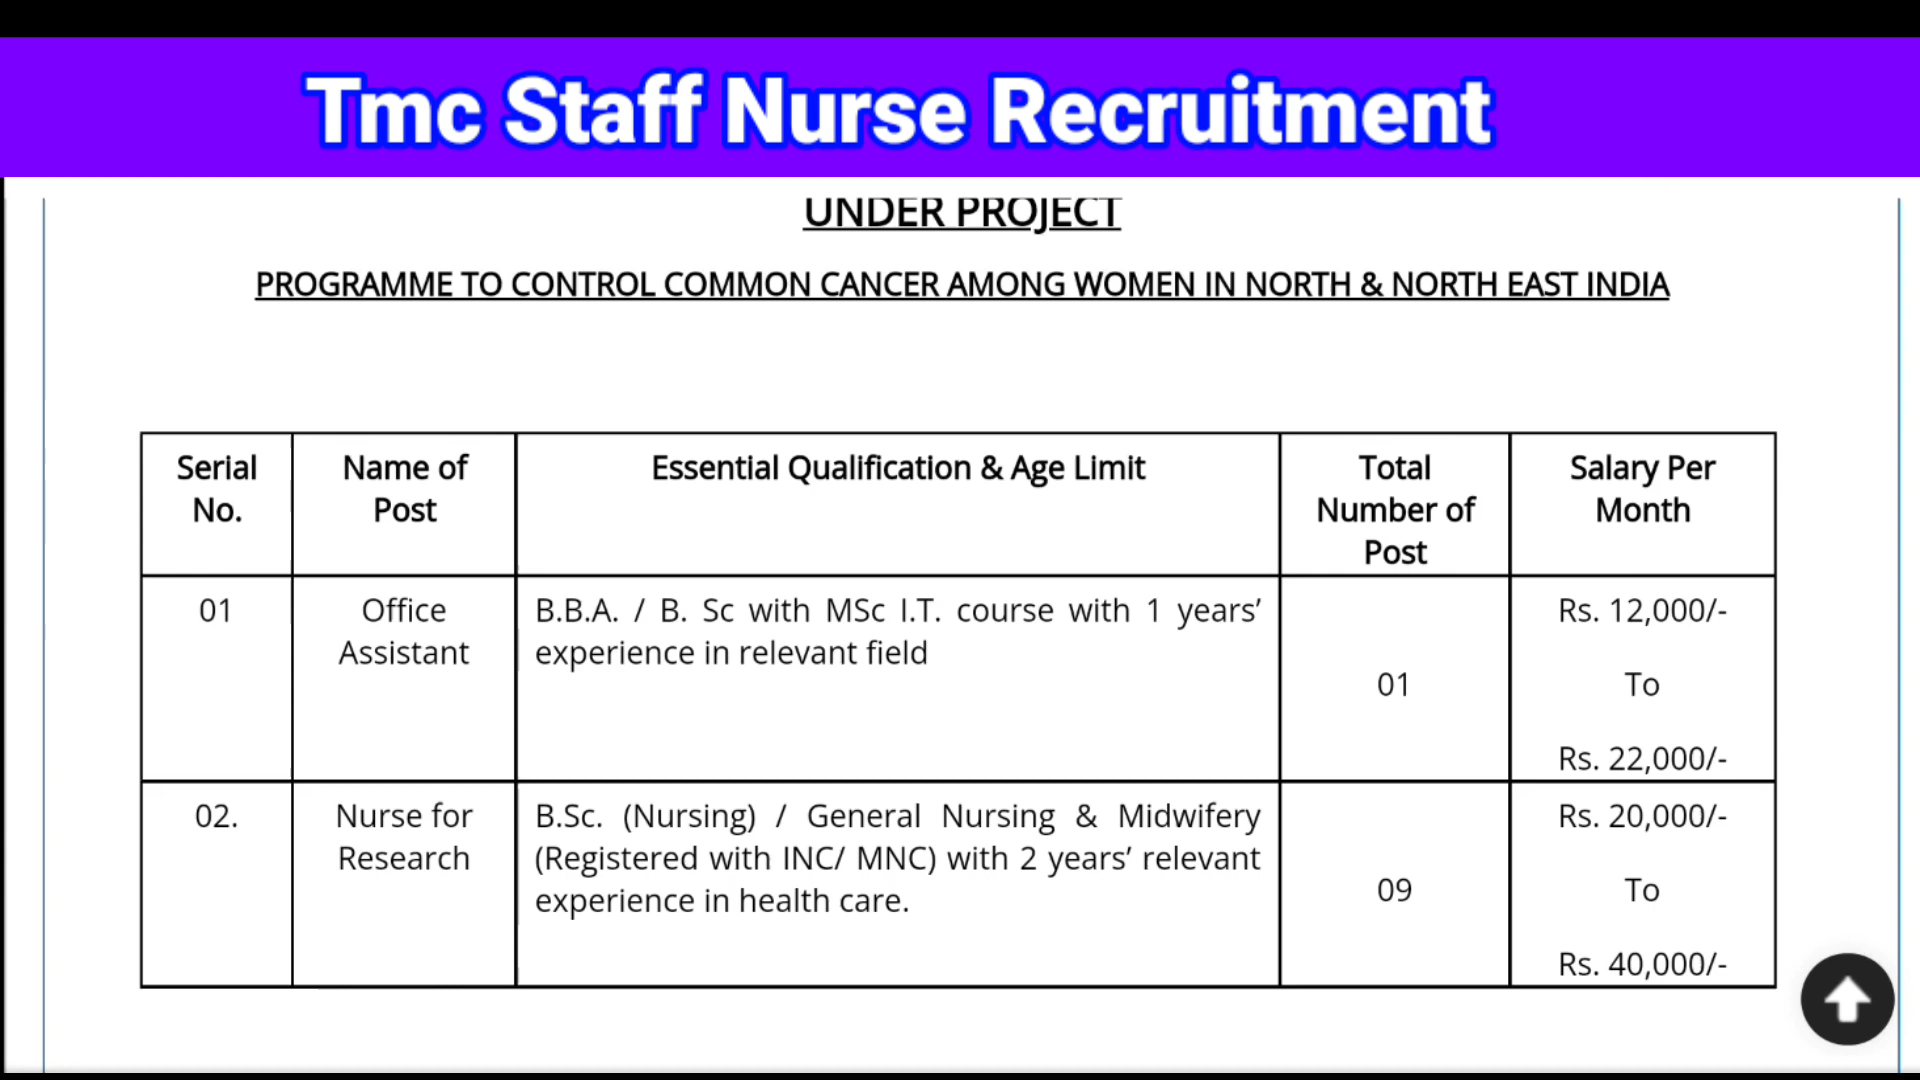 Tmc Staff Nurse Recruitment
UNDER PROJECT
PROGRAMME TO CONTROL COMMON CANCER AMONG WOMEN IN NORTH & NORTH EAST INDIA
Serial
No.
Name of
Post
Essential Qualification & Age Limit
Total
Number of
Post
Salary Per
Month
01
Office
Assistant
B.B.A. / B. Sc with MSc I.T. course with 1 years’
experience in relevant field
01
Rs. 12,000/-
To
Rs. 22,000/-
02.
Nurse for
Research
B.Sc. (Nursing) / General Nursing & Midwifery
(Registered with INC/ MNC) with 2 years’ relevant
experience in health care.
09
Rs. 20,000/-
To
Rs. 40,000/-